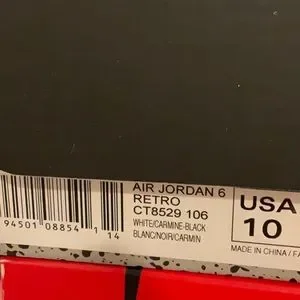 AIR JORDAN 6
RETRO
CT8529 106
WHITE/CARMINE-BLACK
BLANC/NOIR/CARMIN
94501 08854 1 14
USA
10
MADE IN CHINA / FA